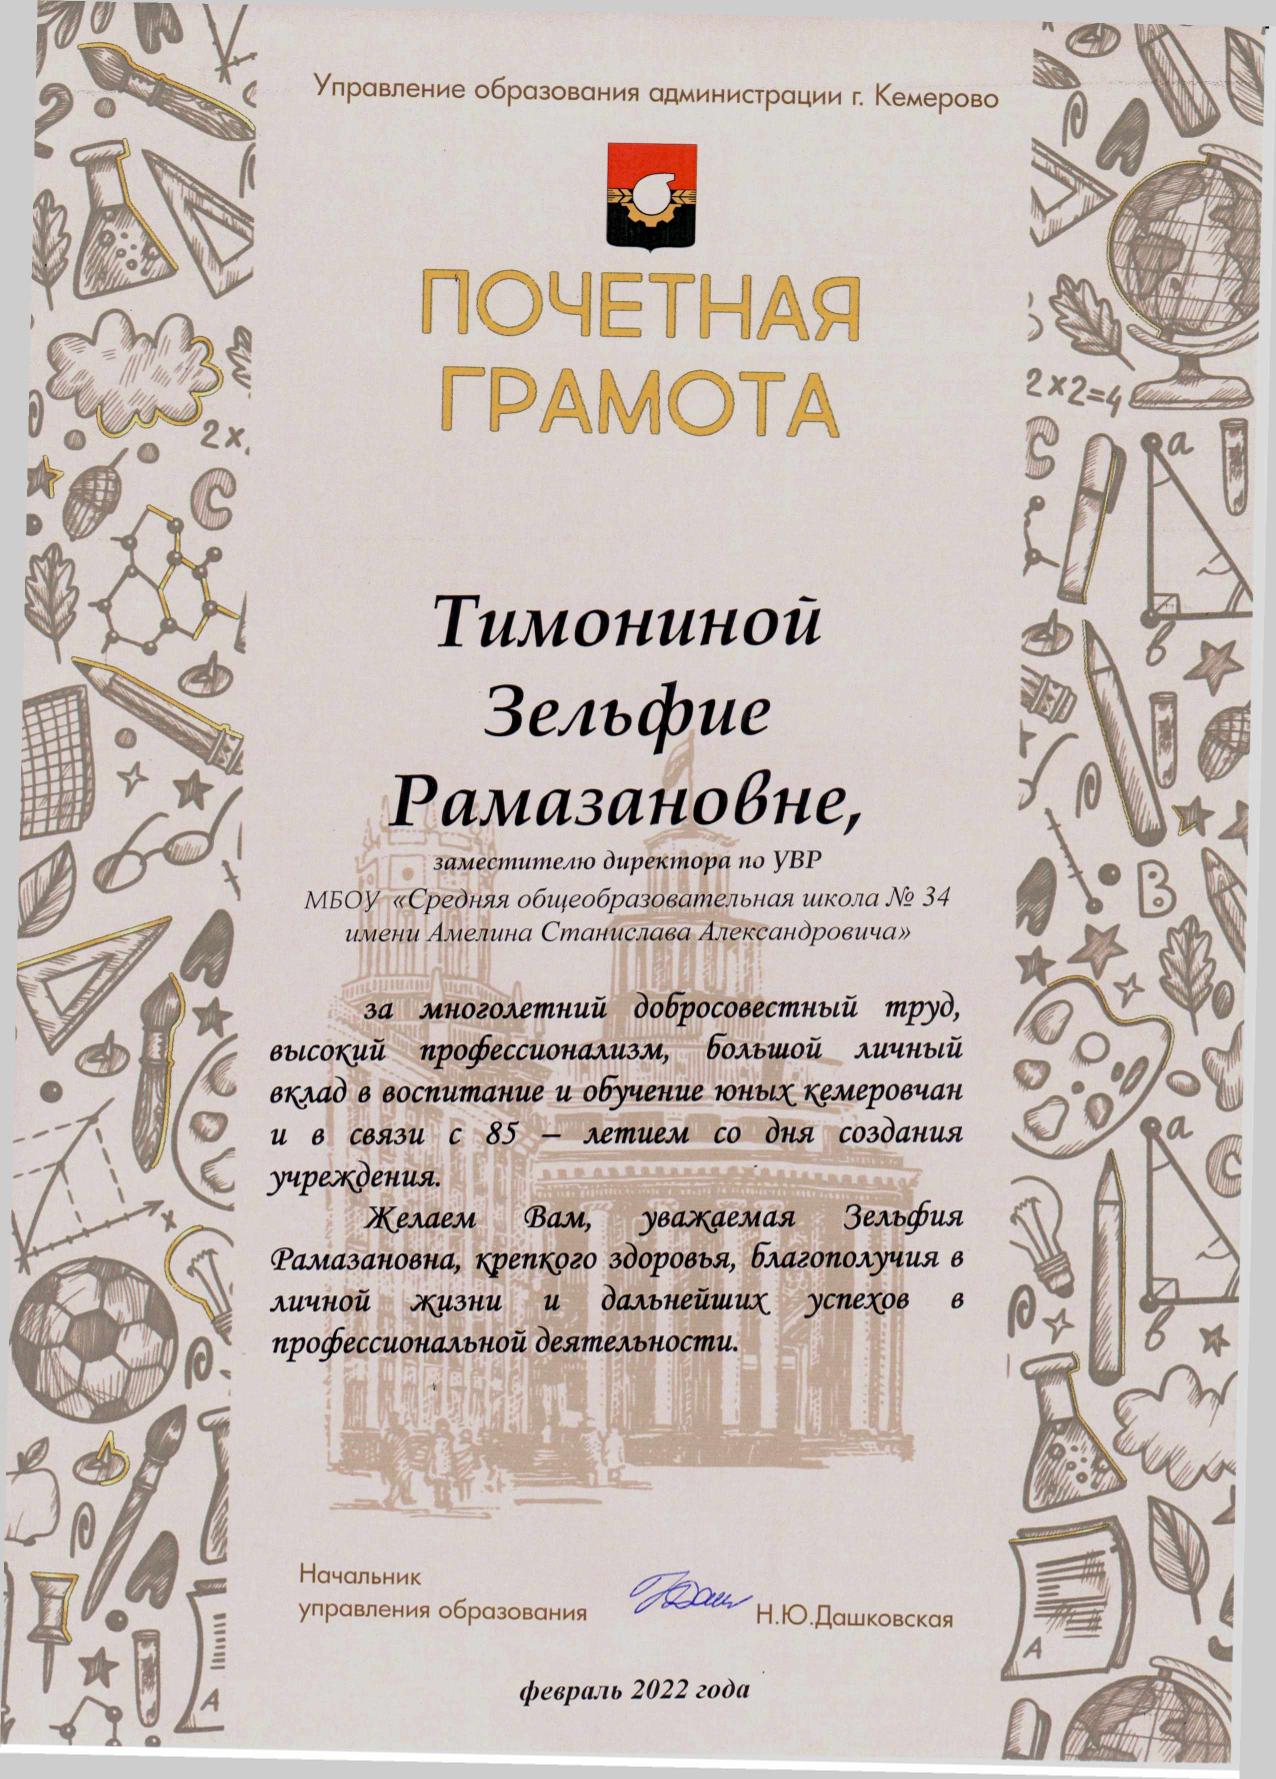 Управление образования администрации г. Кемерово
ПОЧЕТНАЯ
ГРАМОТА
Тимониной
Зельфие
Рамазановне,
заместителю директора по УВР
МБОУ «Средняя общеобразовательная школа № 34
имени Амелина Станислава Александровича»
за многолетний добросовестный труд,
высокий профессионализм, большой личный
вклад в воспитание и обучение юных кемеровчан
и в связи с 85 – летием со дня создания
учреждения.
Желаем Вам, уважаемая Зельфия
Рамазановна, крепкого здоровья, благополучия в
личной жизни и дальнейших успехов в
профессиональной деятельности.
Начальник
управления образования Н.Ю.Дашковская
февраль 2022 года
2×2=4
a
в
B
a
в
2x
x
A
A